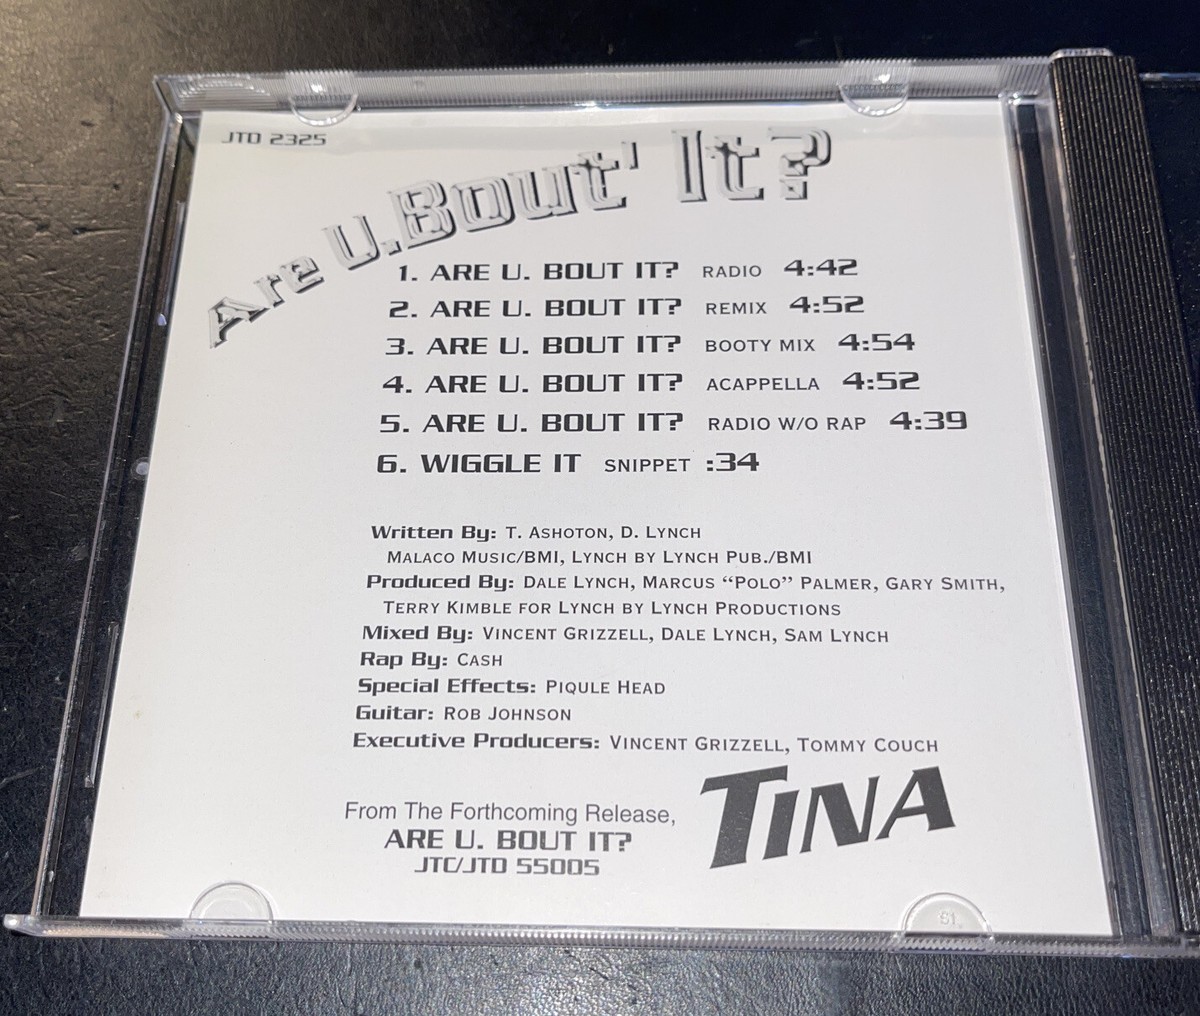 JTD 2325
Are U.Bout' It?
1. ARE U. BOUT IT? RADIO 4:42
2. ARE U. BOUT IT? REMIX 4:52
3. ARE U. BOUT IT? BOOTY MIX 4:54
4. ARE U. BOUT IT? ACAPPELLA 4:52
5. ARE U. BOUT IT? RADIO W/O RAP 4:39
6. WIGGLE IT SNIPPET :34
Written By: T. ASHOTON, D. LYNCH
MALACO MUSIC/BMI, LYNCH BY LYNCH PUB./BMI
Produced By: DALE LYNCH, MARCUS “POLO” PALMER, GARY SMITH,
TERRY KIMBLE FOR LYNCH BY LYNCH PRODUCTIONS
Mixed By: VINCENT GRIZZELL, DALE LYNCH, SAM LYNCH
Rap By: CASH
Special Effects: PIQULE HEAD
Guitar: ROB JOHNSON
Executive Producers: VINCENT GRIZZELL, TOMMY COUCH
From The Forthcoming Release,
ARE U. BOUT IT?
JTC/JTD 55005
TINA